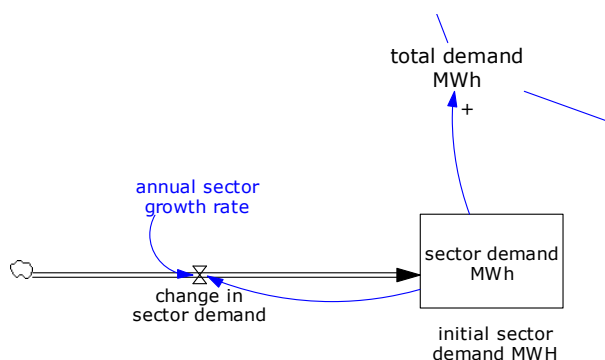 total demand
MWh
+
annual sector
growth rate
sector demand
MWh
change in
sector demand
initial sector
demand MWH